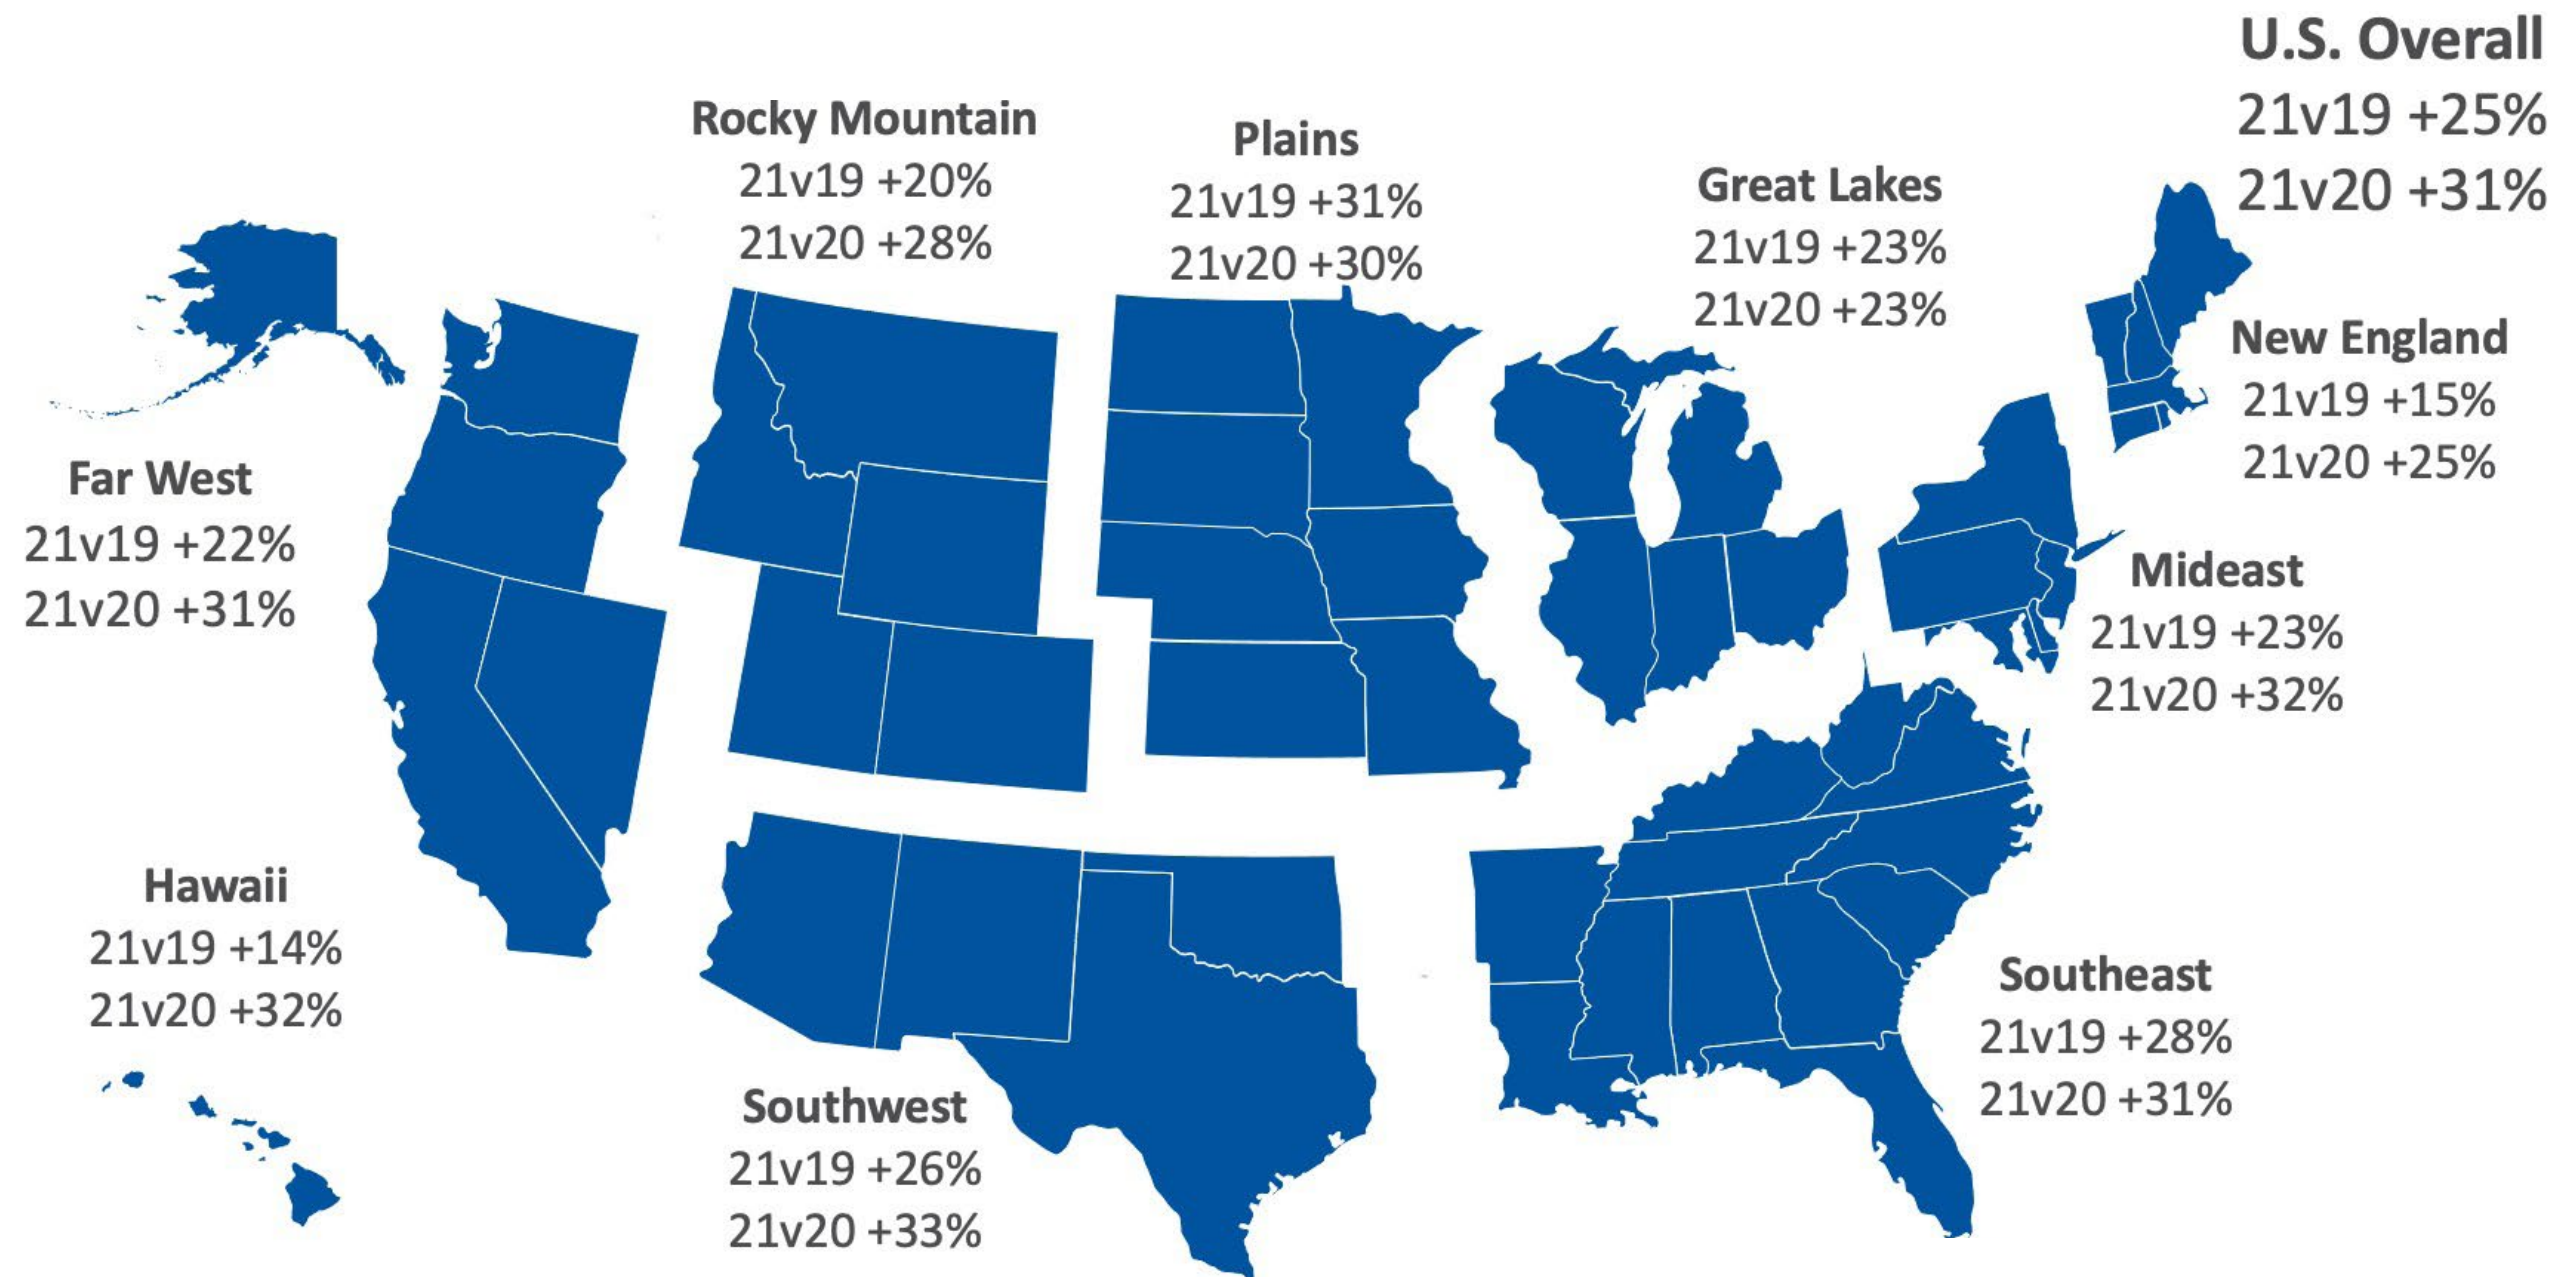 U.S. Overall
21v19 +25%
21v20 +31%
Rocky Mountain
21v19 +20%
21v20 +28%
Plains
21v19 +31%
21v20 +30%
Great Lakes
21v19 +23%
21v20 +23%
New England
21v19 +15%
21v20 +25%
Far West
21v19 +22%
21v20 +31%
Mideast
21v19 +23%
21v20 +32%
Hawaii
21v19 +14%
21v20 +32%
Southeast
21v19 +28%
21v20 +31%
Southwest
21v19 +26%
21v20 +33%